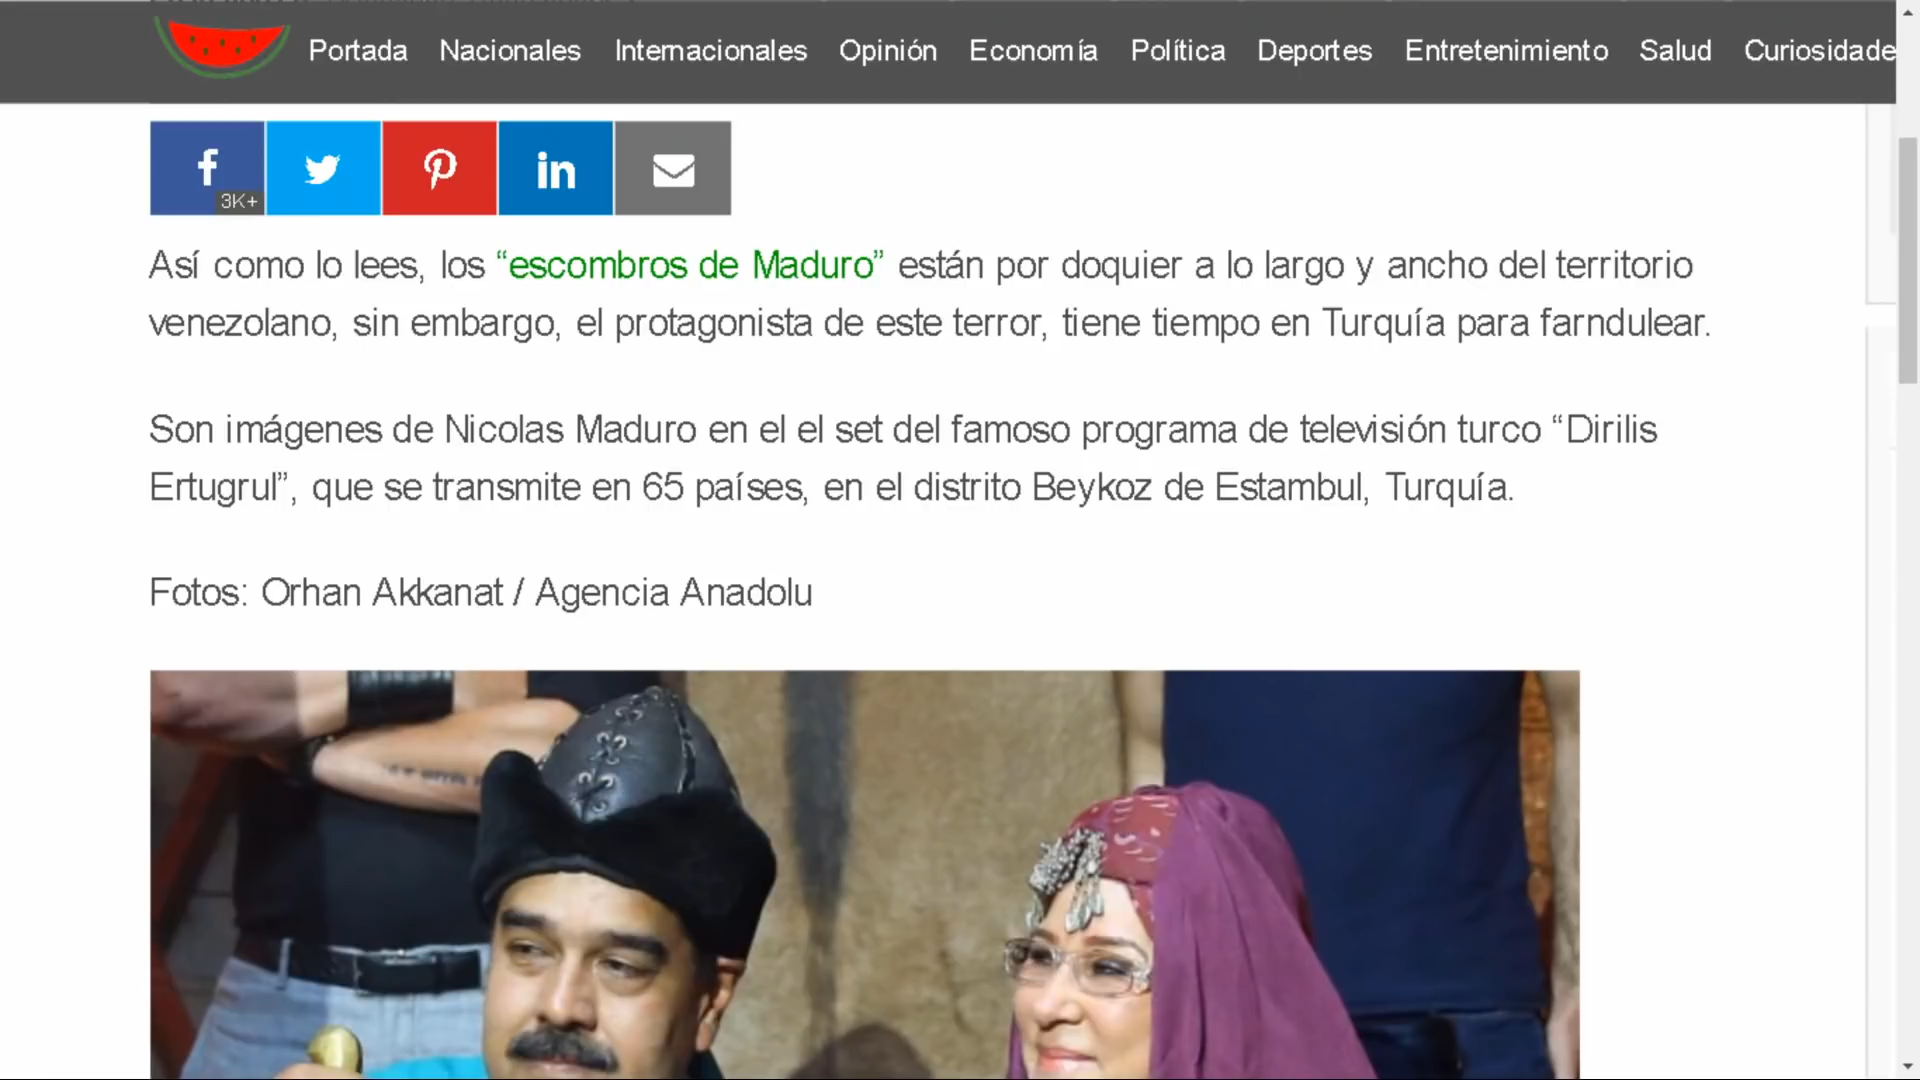 Portada Nacionales Internacionales Opinión Economía Política Deportes Entretenimiento Salud Curiosidade
3K+
Así como lo lees, los “escombros de Maduro” están por doquier a lo largo y ancho del territorio
venezolano, sin embargo, el protagonista de este terror, tiene tiempo en Turquía para farndulear.
Son imágenes de Nicolas Maduro en el el set del famoso programa de televisión turco “Dirilis
Ertugrul”, que se transmite en 65 países, en el distrito Beykoz de Estambul, Turquía.
Fotos: Orhan Akkanat / Agencia Anadolu